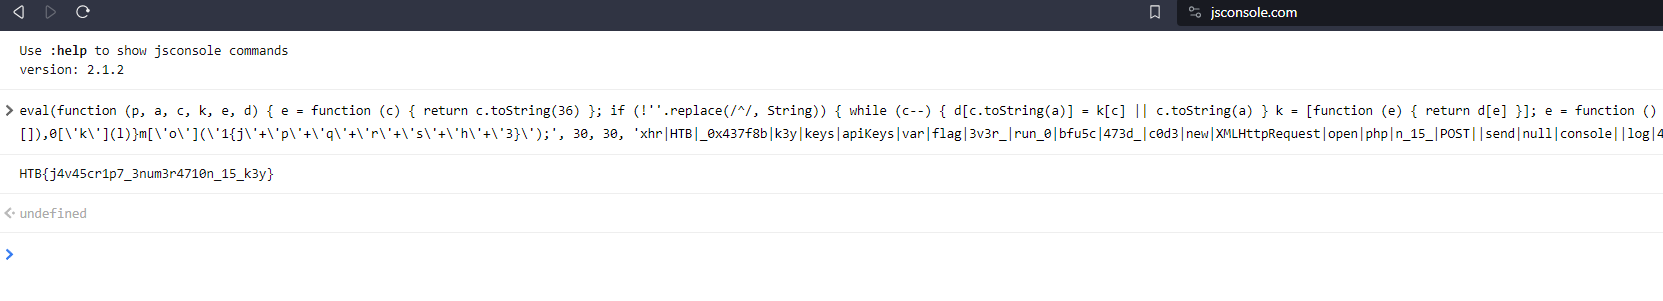 jsconsole.com
Use :help to show jsconsole commands
version: 2.1.2
eval(function (p, a, c, k, e, d) { e = function (c) { return c.toString(36) }; if (!''.replace(/^/, String)) { while (c--) { d[c.toString(a)] = k[c] || c.toString(a) } k = [function (e) { return d[e] }]; e = function ()
[]),0[\'k\'](l)}m[\'o\'](\'1{j\'+\'p\'+\'q\'+\'r\'+\'s\'+\'h\'+\'3}\');', 30, 30, 'xhr|HTB|_0x437f8b|k3y|keys|apiKeys|var|flag|3v3r_|run_0|bfu5c|473d_|c0d3|new|XMLHttpRequest|open|php|n_15_|POST||send|null|console||log|4
HTB{j4v45cr1p7_3num3r4710n_15_k3y}
undefined